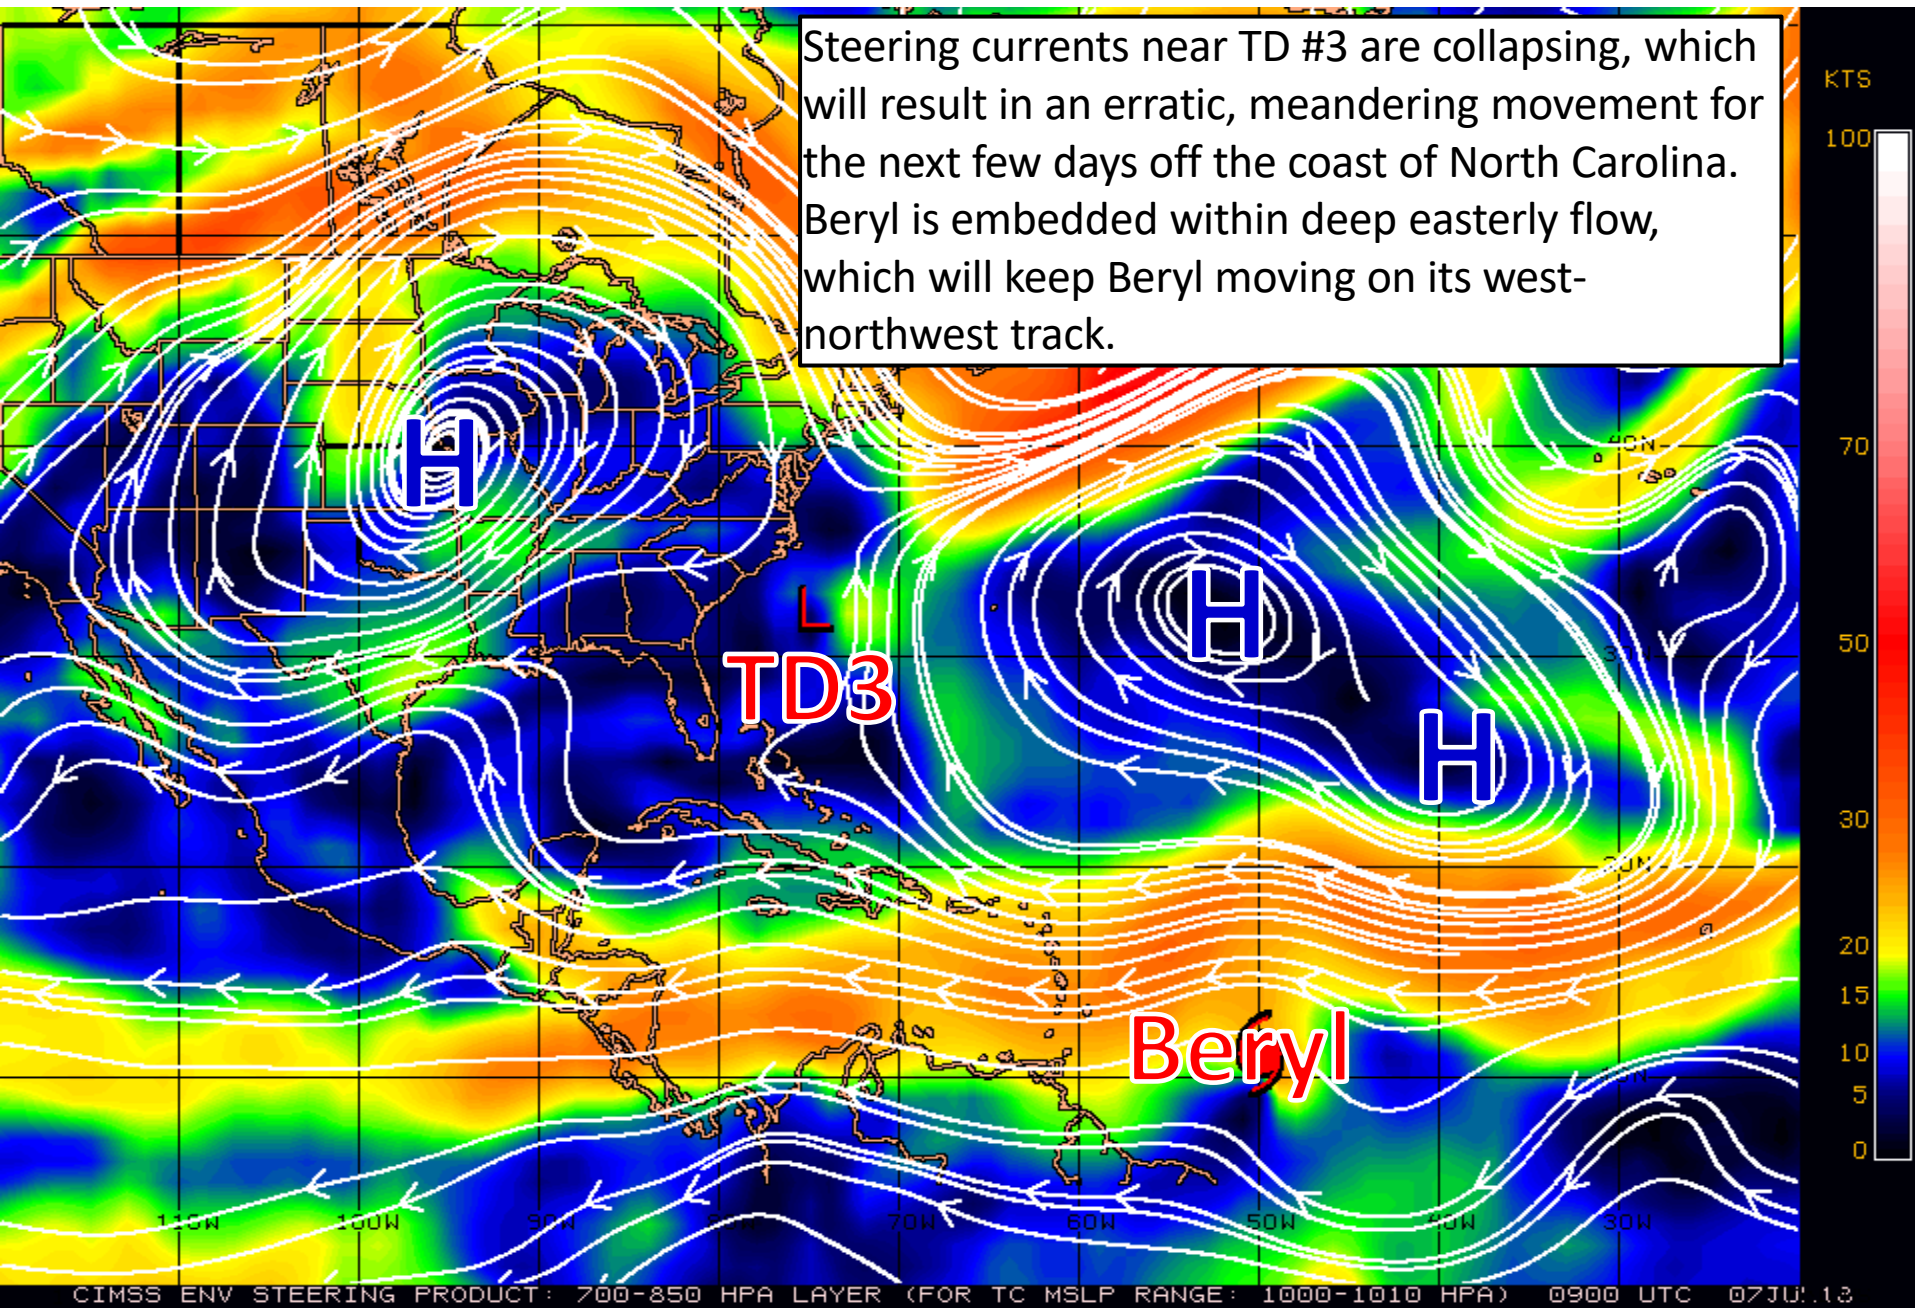 Steering currents near TD #3 are collapsing, which
will result in an erratic, meandering movement for
the next few days off the coast of North Carolina.
Beryl is embedded within deep easterly flow,
which will keep Beryl moving on its west-
northwest track.
KTS
100
70
50
30
20
15
10
5
0
H
40N
L
H
TD3
H
20N
Beryl
110W 100W 90W 70W 60W 50W 40W 30W
CIMSS ENV STEERING PRODUCT: 700-850 HPA LAYER (FOR TC MSLP RANGE: 1000-1010 HPA) 0900 UTC